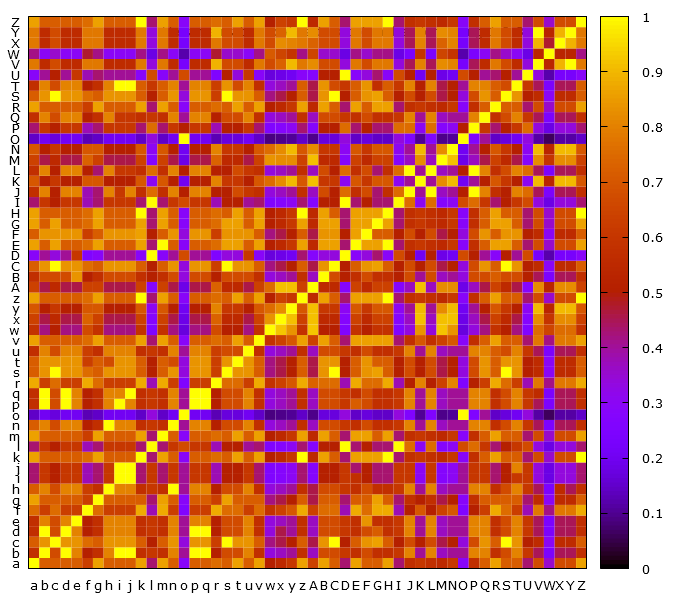 Z
Y
X
W
V
U
T
S
R
Q
P
O
N
M
L
K
J
I
H
G
F
E
D
C
B
A
z
y
x
w
v
u
t
s
r
q
p
o
n
m
l
k
j
i
h
g
f
e
d
c
b
a
a b c d e f g h i j k l m n o p q r s t u v w x y z A B C D E F G H I J K L M N O P Q R S T U V W X Y Z
1
0.9
0.8
0.7
0.6
0.5
0.4
0.3
0.2
0.1
0